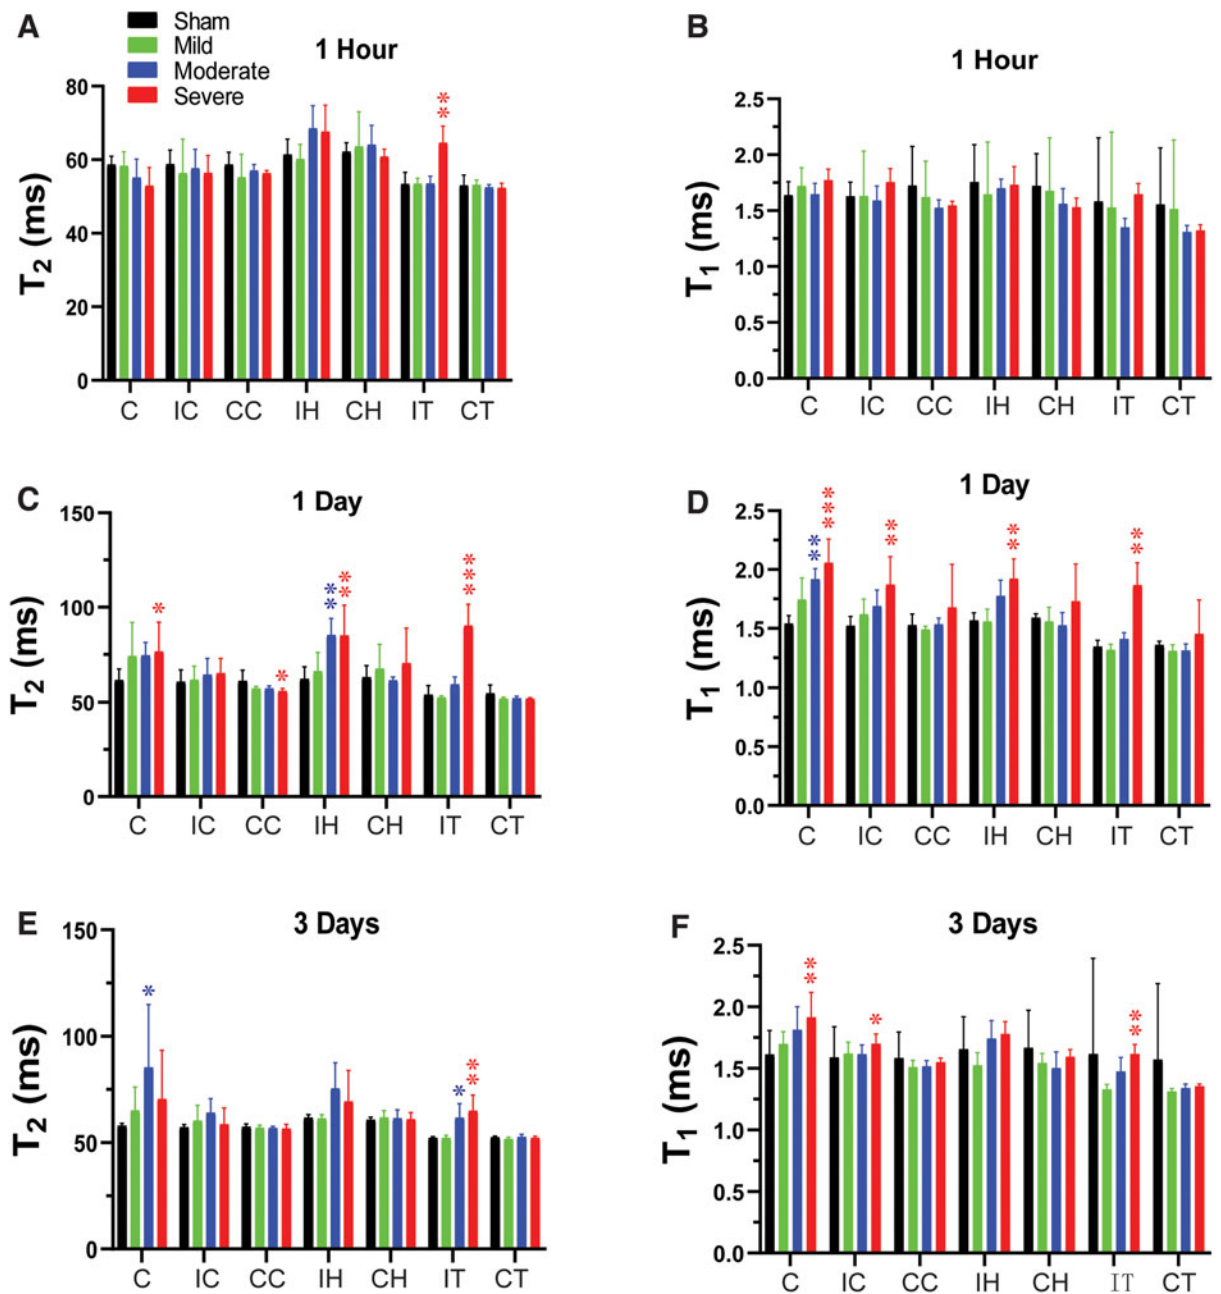 A
Sham
Mild
Moderate
Severe
1 Hour
T2 (ms)
80
60
40
20
0
**
C IC CC IH CH IT CT
B
1 Hour
T1 (ms)
2.5
2.0
1.5
1.0
0.5
0.0
C IC CC IH CH IT CT
C
1 Day
T2 (ms)
150
100
50
0
* * ** ** ***
C IC CC IH CH IT CT
D
1 Day
T1 (ms)
2.5
2.0
1.5
1.0
0.5
0.0
** *** ** ** **
C IC CC IH CH IT CT
E
3 Days
T2 (ms)
150
100
50
0
* * **
C IC CC IH CH IT CT
F
3 Days
T1 (ms)
2.5
2.0
1.5
1.0
0.5
0.0
** * **
C IC CC IH CH IT CT